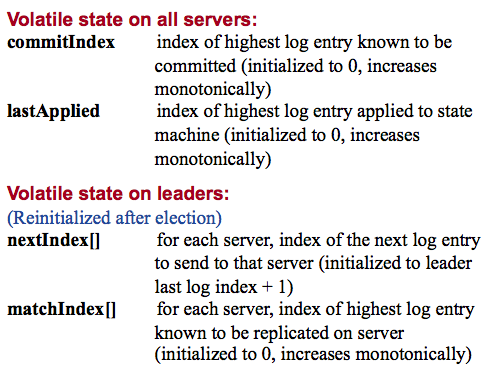 Volatile state on all servers:
commitIndex index of highest log entry known to be
committed (initialized to 0, increases
monotonically)
lastApplied index of highest log entry applied to state
machine (initialized to 0, increases
monotonically)
Volatile state on leaders:
(Reinitialized after election)
nextIndex[] for each server, index of the next log entry
to send to that server (initialized to leader
last log index + 1)
matchIndex[] for each server, index of highest log entry
known to be replicated on server
(initialized to 0, increases monotonically)